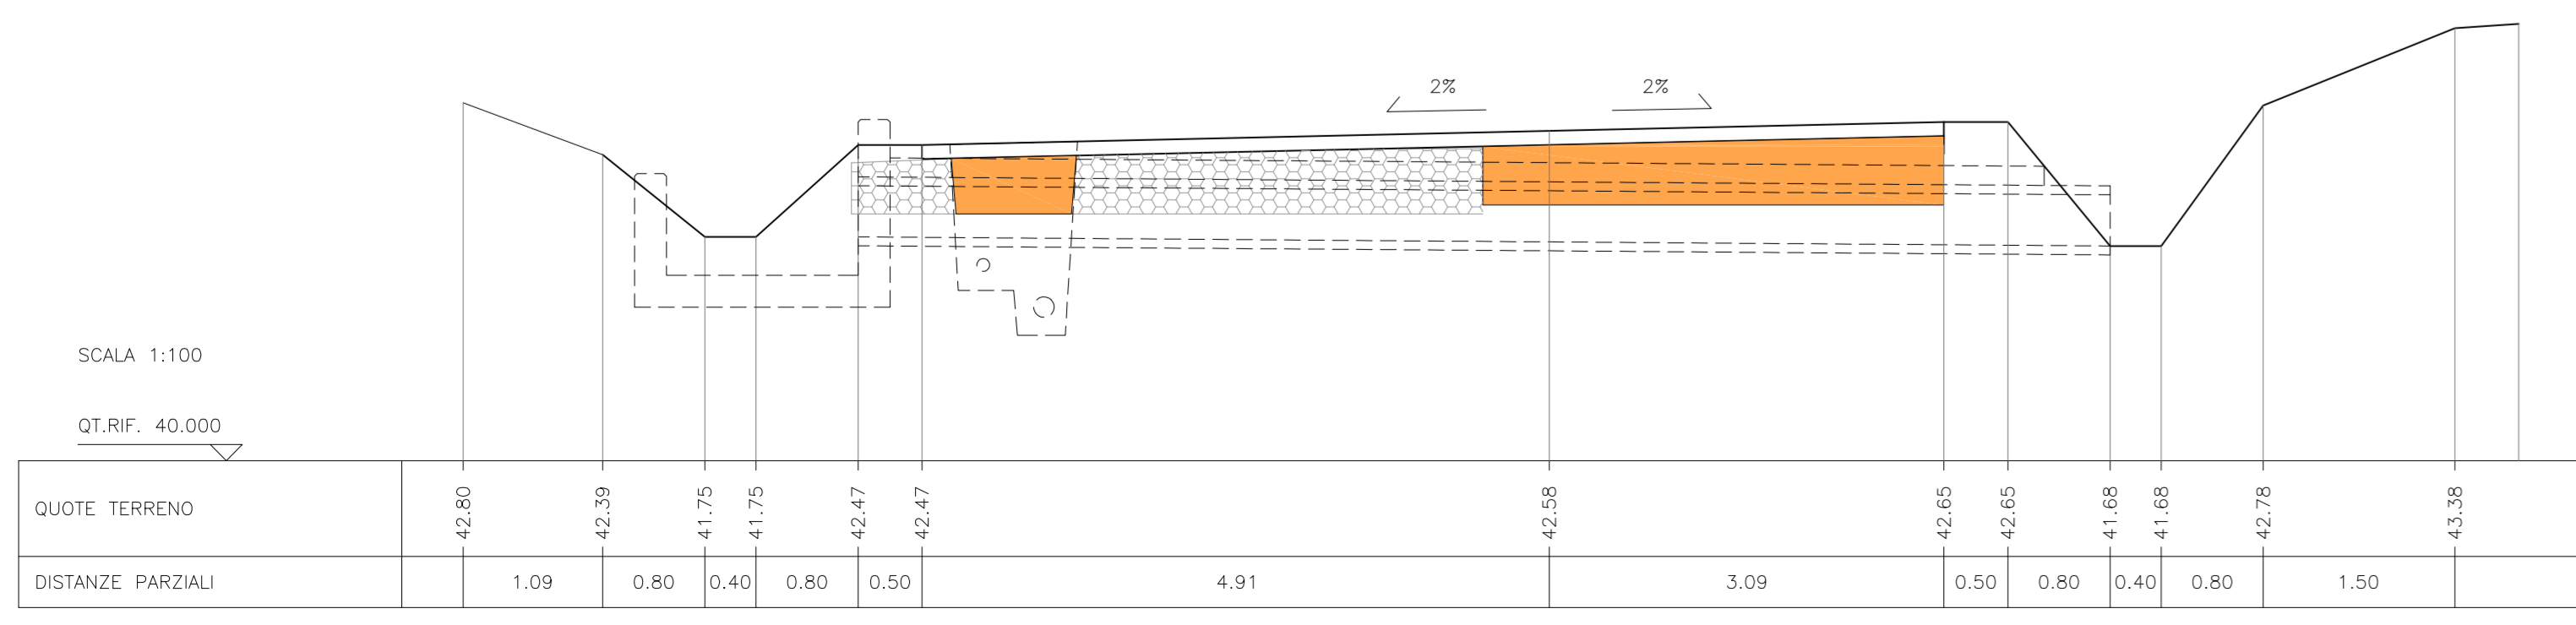 2% 2%
SCALA 1:100
QT.RIF. 40.000
QUOTE TERRENO 42.80 42.39 41.75 41.75 42.47 42.47 42.58 42.65 42.65 41.68 41.68 42.78 43.38
DISTANZE PARZIALI 1.09 0.80 0.40 0.80 0.50 4.91 3.09 0.50 0.80 0.40 0.80 1.50